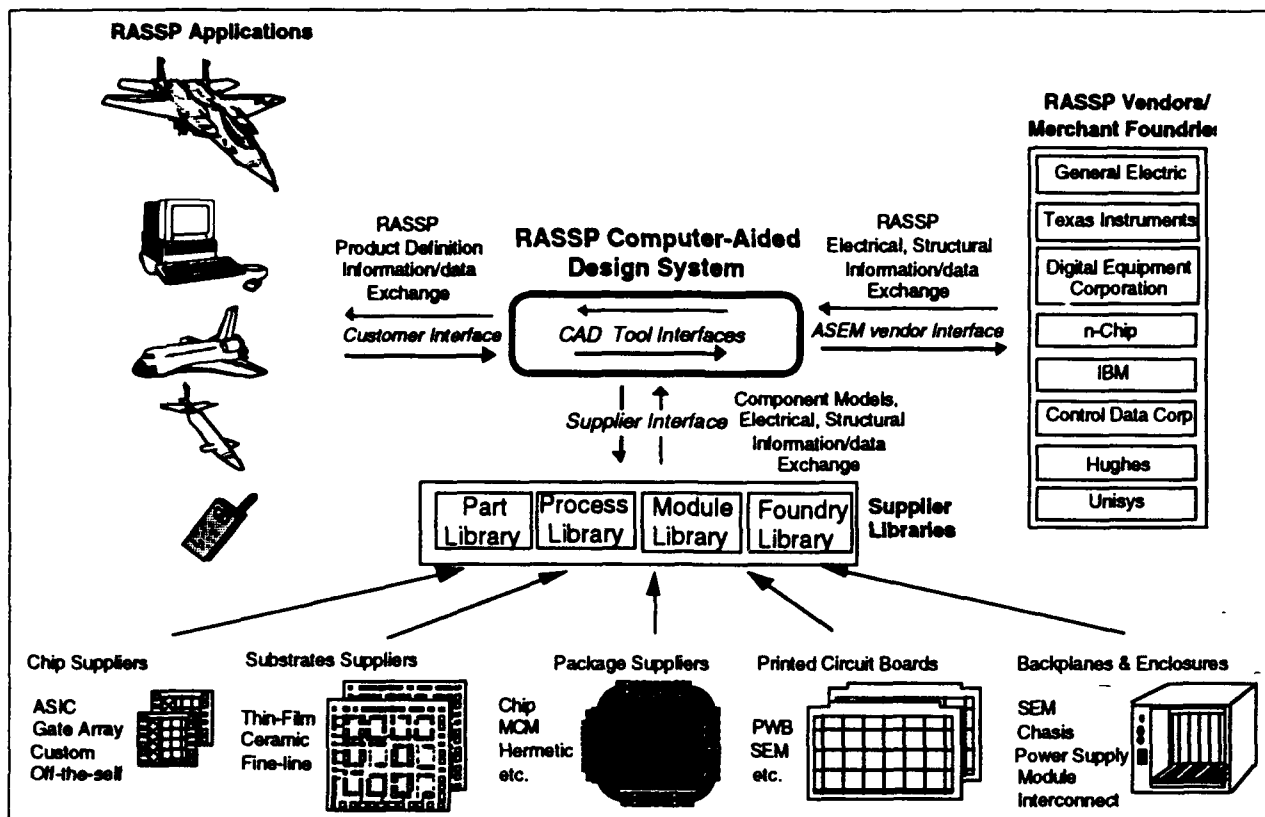 RASSP Applications
RASSP Vendors/
Merchant Foundries
General Electric
Texas Instruments
Digital Equipment
Corporation
n-Chip
IBM
Control Data Corp
Hughes
Unisys
RASSP
Product Definition
Information/data
Exchange
Customer Interface
RASSP Computer-Aided
Design System
CAD Tool Interfaces
RASSP
Electrical, Structural
Information/data
Exchange
ASEM vendor Interface
Supplier Interface
Component Models,
Electrical, Structural
Information/data
Exchange
Part
Library
Process
Library
Module
Library
Foundry
Library
Supplier
Libraries
Chip Suppliers
ASIC
Gate Array
Custom
Off-the-self
Substrates Suppliers
Thin-Film
Ceramic
Fine-line
Package Suppliers
Chip
MCM
Hermetic
etc.
Printed Circuit Boards
PWB
SEM
etc.
Backplanes & Enclosures
SEM
Chasis
Power Supply
Module
Interconnect